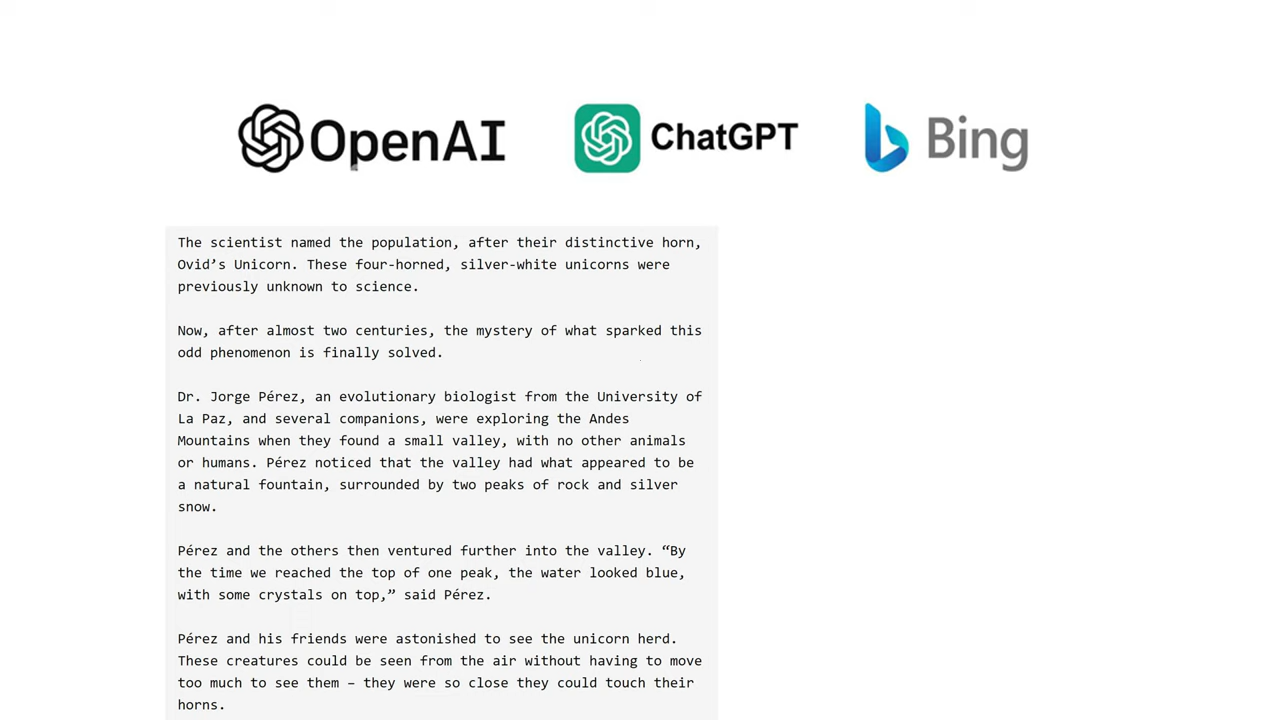 OpenAI ChatGPT Bing
The scientist named the population, after their distinctive horn,
Ovid’s Unicorn. These four-horned, silver-white unicorns were
previously unknown to science.
Now, after almost two centuries, the mystery of what sparked this
odd phenomenon is finally solved.
Dr. Jorge Pérez, an evolutionary biologist from the University of
La Paz, and several companions, were exploring the Andes
Mountains when they found a small valley, with no other animals
or humans. Pérez noticed that the valley had what appeared to be
a natural fountain, surrounded by two peaks of rock and silver
snow.
Pérez and the others then ventured further into the valley. “By
the time we reached the top of one peak, the water looked blue,
with some crystals on top,” said Pérez.
Pérez and his friends were astonished to see the unicorn herd.
These creatures could be seen from the air without having to move
too much to see them – they were so close they could touch their
horns.